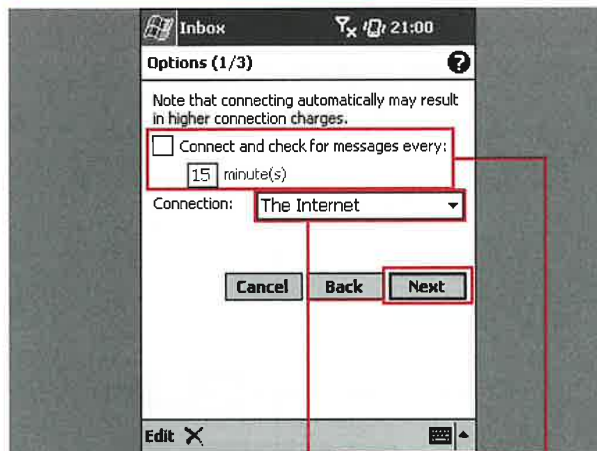 Inbox 21:00
Options (1/3)
Note that connecting automatically may result
in higher connection charges.
Connect and check for messages every:
15 minute(s)
Connection: The Internet
Cancel Back Next
Edit